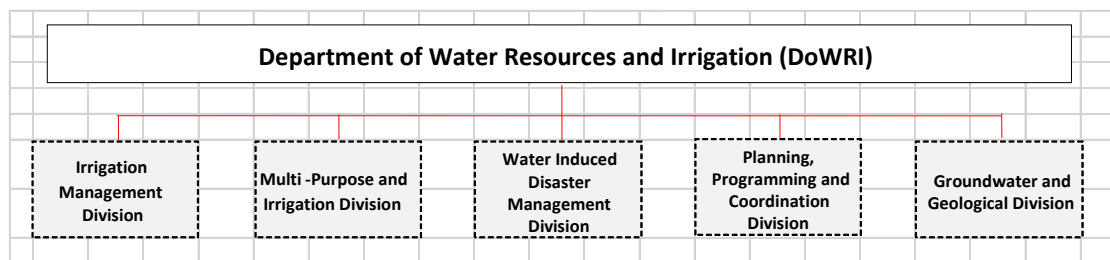 Department of Water Resources and Irrigation (DoWRI)
Irrigation
Management
Division
Multi -Purpose and
Irrigation Division
Water Induced
Disaster
Management
Division
Planning,
Programming and
Coordination
Division
Groundwater and
Geological Division